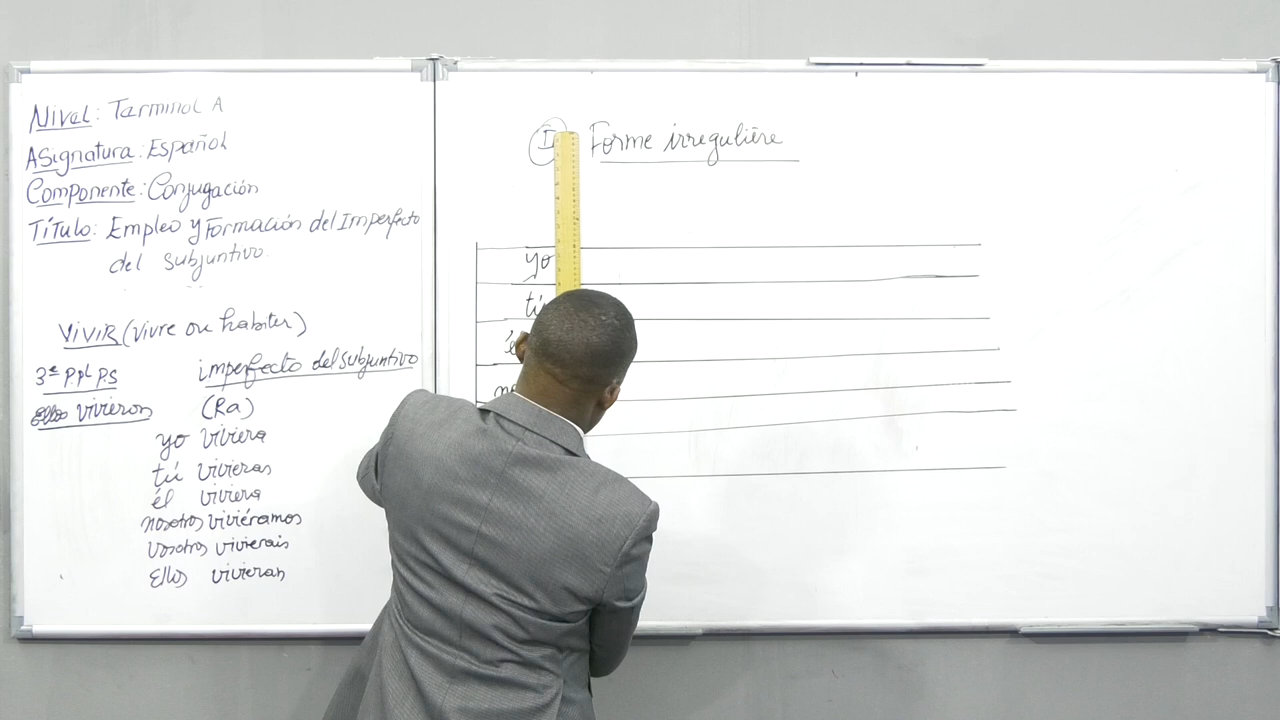 Nivel: Terminal A
Asignatura: Español
Componente: Conjugación
Título: Empleo y Formación del Imperfecto
del subjuntivo.
VIVIR (vivre ou habiter)
3e P.pl P.S
imperfecto del subjuntivo
vivieron
(Ra)
yo viviera
tú vivieras
él viviera
nosotros viviéramos
vosotros vivierais
Ellos vivieran
I Forme irregulière
yo
tú